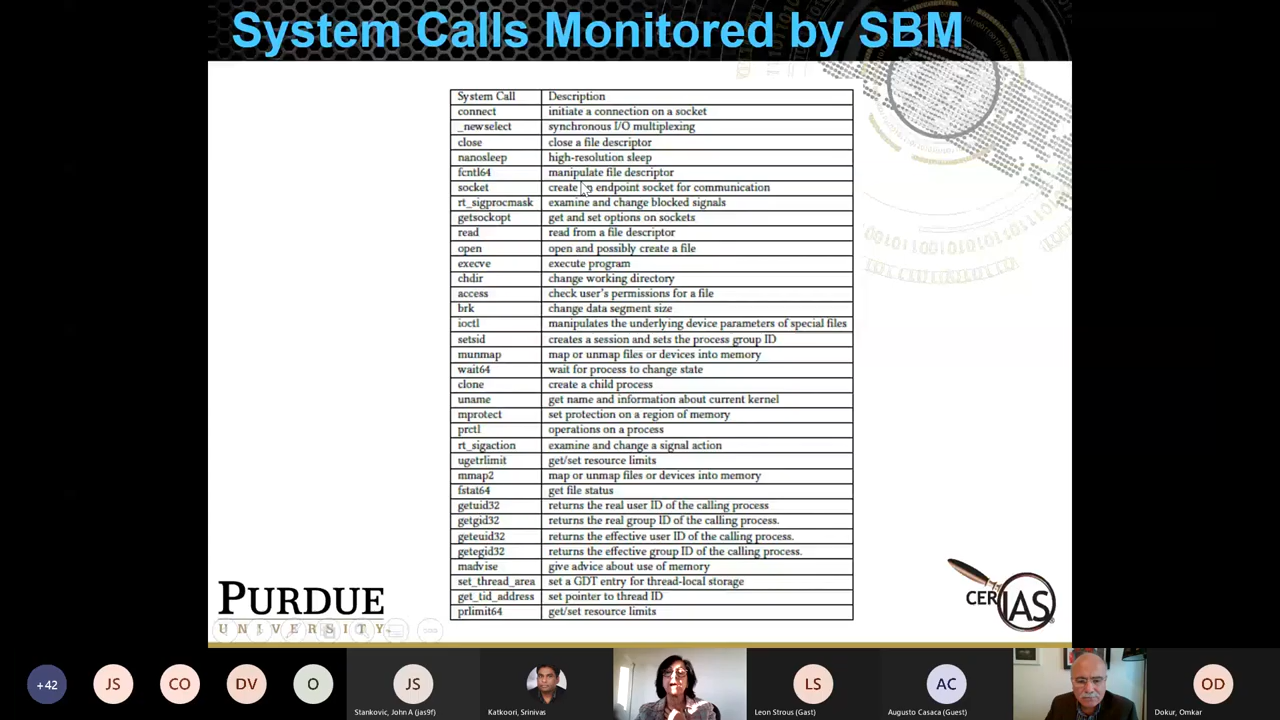 System Calls Monitored by SBM
System Call Description
connect initiate a connection on a socket
_newselect synchronous I/O multiplexing
close close a file descriptor
nanosleep high-resolution sleep
fcntl64 manipulate file descriptor
socket create endpoint socket for communication
rt_sigprocmask examine and change blocked signals
getsockopt get and set options on sockets
read read from a file descriptor
open open and possibly create a file
execve execute program
chdir change working directory
access check user's permissions for a file
brk change data segment size
ioctl manipulates the underlying device parameters of special files
setsid creates a session and sets the process group ID
munmap map or unmap files or devices into memory
wait64 wait for process to change state
clone create a child process
uname get name and information about current kernel
mprotect set protection on a region of memory
prctl operations on a process
rt_sigaction examine and change a signal action
ugetrlimit get/set resource limits
mmap2 map or unmap files or devices into memory
fstat64 get file status
getuid32 returns the real user ID of the calling process
getgid32 returns the real group ID of the calling process.
geteuid32 returns the effective user ID of the calling process.
getegid32 returns the effective group ID of the calling process.
madvise give advice about use of memory
set_thread_area set a GDT entry for thread-local storage
get_tid_address set pointer to thread ID
prlimit64 get/set resource limits
PURDUE
UNIVERSITY
CERIAS
+42 JS CO DV O JS LS AC OD
Stankovic, John A (jas9f) Katkoori, Srinivas Leon Strous (Gast) Augusto Casaca (Guest) Dokur, Omkar